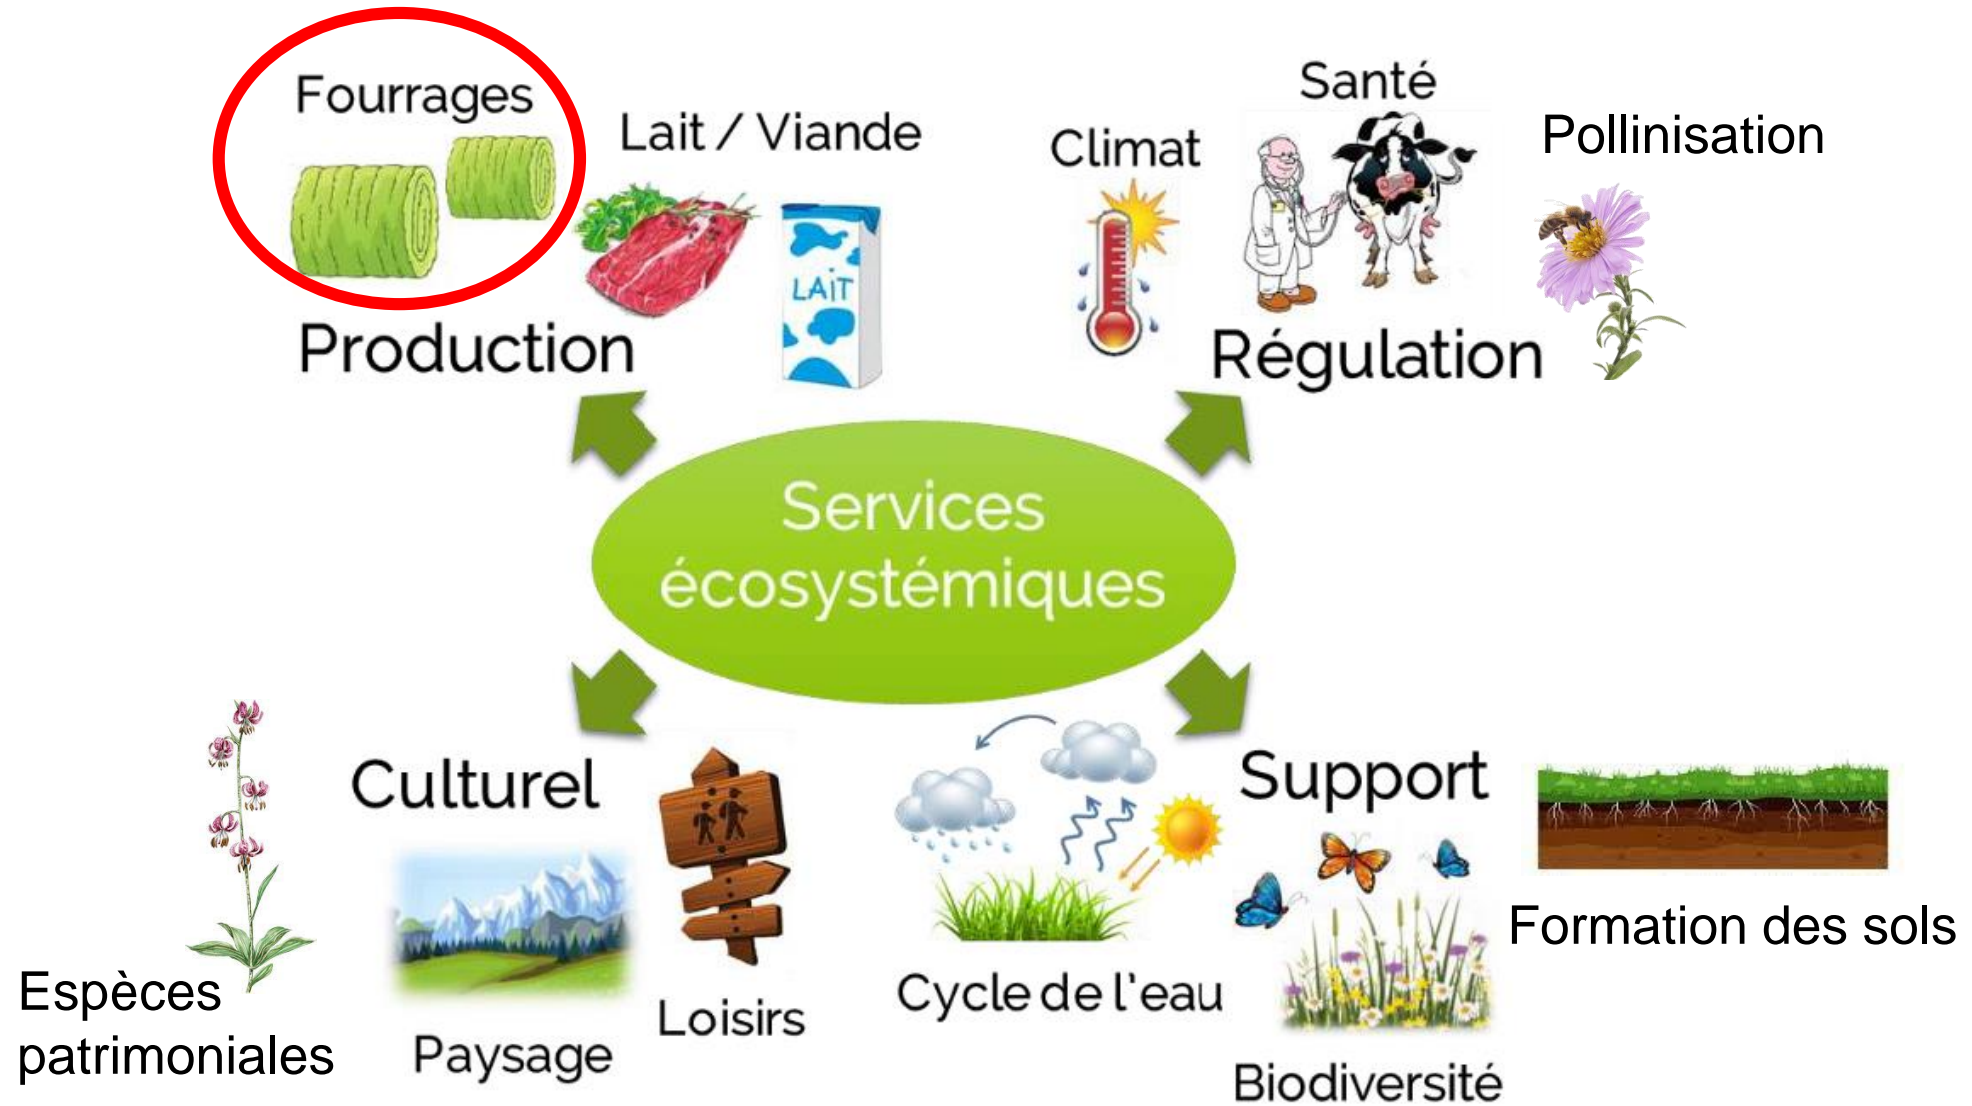 Fourrages
Lait / Viande
LAiT
Production
Climat
Santé
Pollinisation
Régulation
Services
écosystémiques
Culturel
Espèces
patrimoniales
Paysage
Loisirs
Support
Cycle de l'eau
Biodiversité
Formation des sols